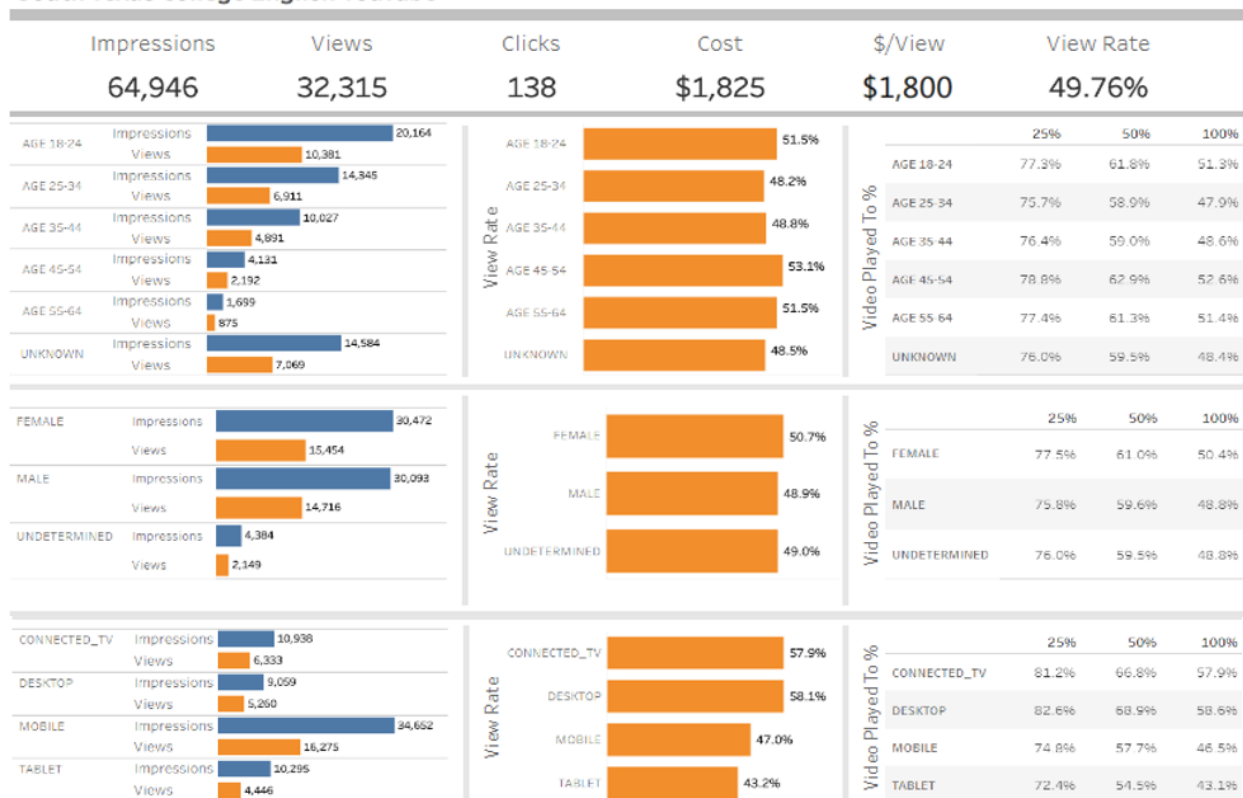 Impressions Views Clicks Cost $/View View Rate
64,946 32,315 138 $1,825 $1,800 49.76%
AGE 18-24 Impressions 20,164
Views 10,381
AGE 25-34 Impressions 14,345
Views 6,911
AGE 35-44 Impressions 10,027
Views 4,891
AGE 45-54 Impressions 4,131
Views 2,192
AGE 55-64 Impressions 1,699
Views 875
UNKNOWN Impressions 14,584
Views 7,069
View Rate
AGE 18-24 51.5%
AGE 25-34 48.2%
AGE 35-44 48.8%
AGE 45-54 53.1%
AGE 55-64 51.5%
UNKNOWN 48.5%
Video Played To %
25% 50% 100%
AGE 18-24 77.3% 61.8% 51.3%
AGE 25-34 75.7% 58.9% 47.9%
AGE 35-44 76.4% 59.0% 48.6%
AGE 45-54 78.8% 62.9% 52.6%
AGE 55-64 77.4% 61.3% 51.4%
UNKNOWN 76.0% 59.5% 48.4%
FEMALE Impressions 30,472
Views 15,454
MALE Impressions 30,093
Views 14,716
UNDETERMINED Impressions 4,384
Views 2,149
View Rate
FEMALE 50.7%
MALE 48.9%
UNDETERMINED 49.0%
Video Played To %
25% 50% 100%
FEMALE 77.5% 61.0% 50.4%
MALE 75.8% 59.6% 48.8%
UNDETERMINED 76.0% 59.5% 48.8%
CONNECTED_TV Impressions 10,938
Views 6,333
DESKTOP Impressions 9,059
Views 5,260
MOBILE Impressions 34,652
Views 16,275
TABLET Impressions 10,295
Views 4,446
View Rate
CONNECTED_TV 57.9%
DESKTOP 58.1%
MOBILE 47.0%
TABLET 43.2%
Video Played To %
25% 50% 100%
CONNECTED_TV 81.2% 66.8% 57.9%
DESKTOP 82.6% 68.9% 58.6%
MOBILE 74.8% 57.7% 46.5%
TABLET 72.4% 54.5% 43.1%